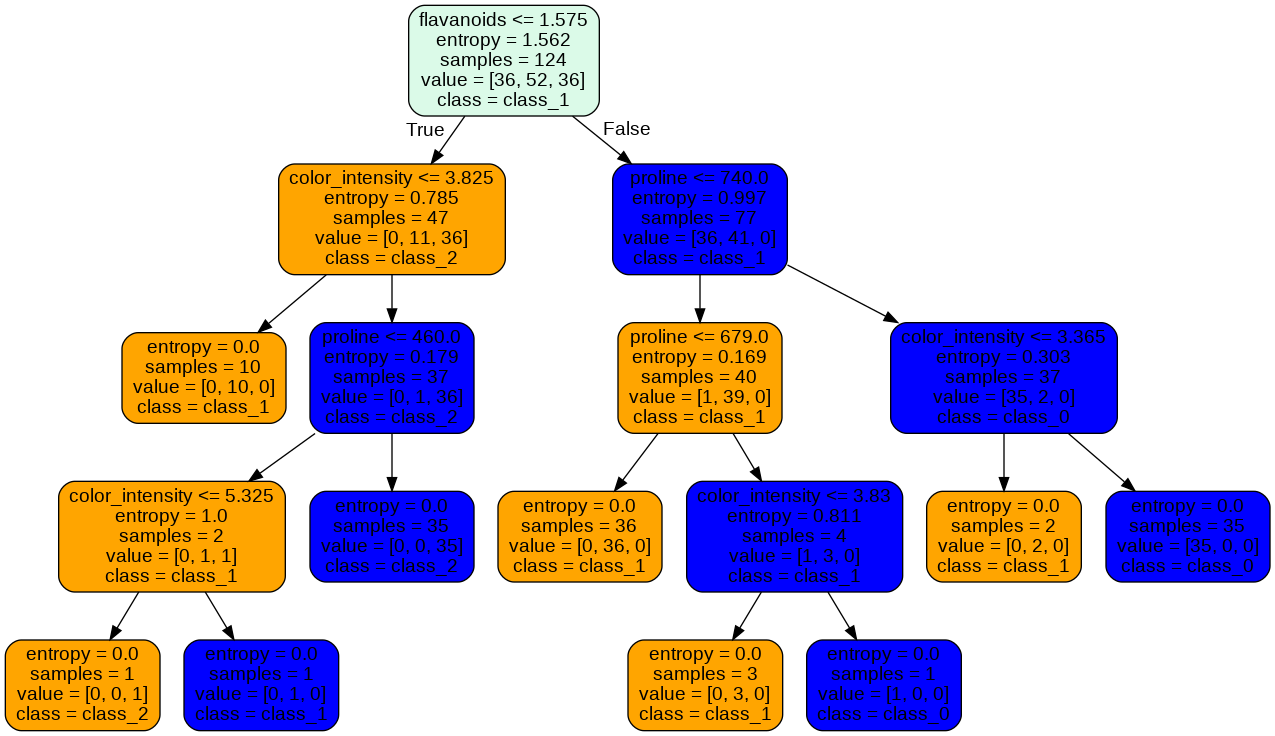 flavanoids <= 1.575
entropy = 1.562
samples = 124
value = [36, 52, 36]
class = class_1
True
False
color_intensity <= 3.825
entropy = 0.785
samples = 47
value = [0, 11, 36]
class = class_2
proline <= 740.0
entropy = 0.997
samples = 77
value = [36, 41, 0]
class = class_1
entropy = 0.0
samples = 10
value = [0, 10, 0]
class = class_1
proline <= 460.0
entropy = 0.179
samples = 37
value = [0, 1, 36]
class = class_2
proline <= 679.0
entropy = 0.169
samples = 40
value = [1, 39, 0]
class = class_1
color_intensity <= 3.365
entropy = 0.303
samples = 37
value = [35, 2, 0]
class = class_0
color_intensity <= 5.325
entropy = 1.0
samples = 2
value = [0, 1, 1]
class = class_1
entropy = 0.0
samples = 35
value = [0, 0, 35]
class = class_2
entropy = 0.0
samples = 36
value = [0, 36, 0]
class = class_1
color_intensity <= 3.83
entropy = 0.811
samples = 4
value = [1, 3, 0]
class = class_1
entropy = 0.0
samples = 2
value = [0, 2, 0]
class = class_1
entropy = 0.0
samples = 35
value = [35, 0, 0]
class = class_0
entropy = 0.0
samples = 1
value = [0, 0, 1]
class = class_2
entropy = 0.0
samples = 1
value = [0, 1, 0]
class = class_1
entropy = 0.0
samples = 3
value = [0, 3, 0]
class = class_1
entropy = 0.0
samples = 1
value = [1, 0, 0]
class = class_0